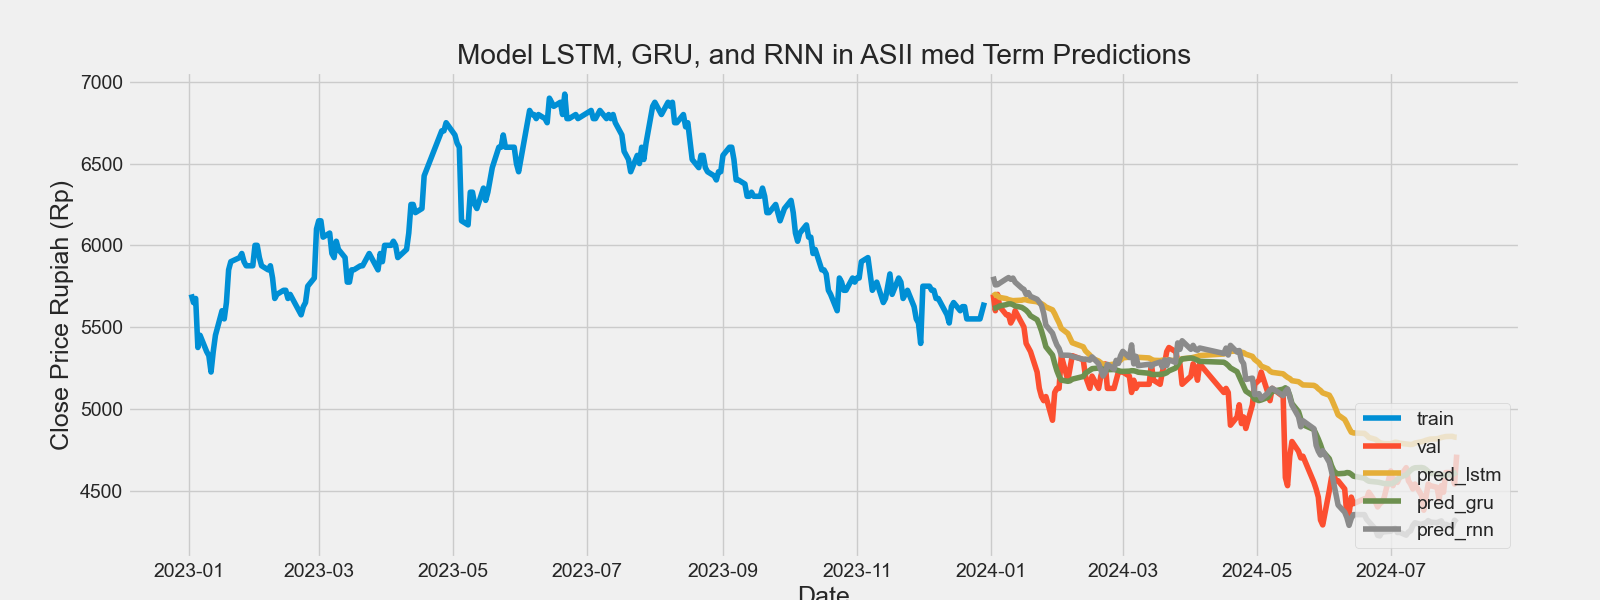 Model LSTM, GRU, and RNN in ASII med Term Predictions
Close Price Rupiah (Rp)
7000
6500
6000
5500
5000
4500
train
val
pred_lstm
pred_gru
pred_rnn
2023-01 2023-03 2023-05 2023-07 2023-09 2023-11 2024-01 2024-03 2024-05 2024-07
Date